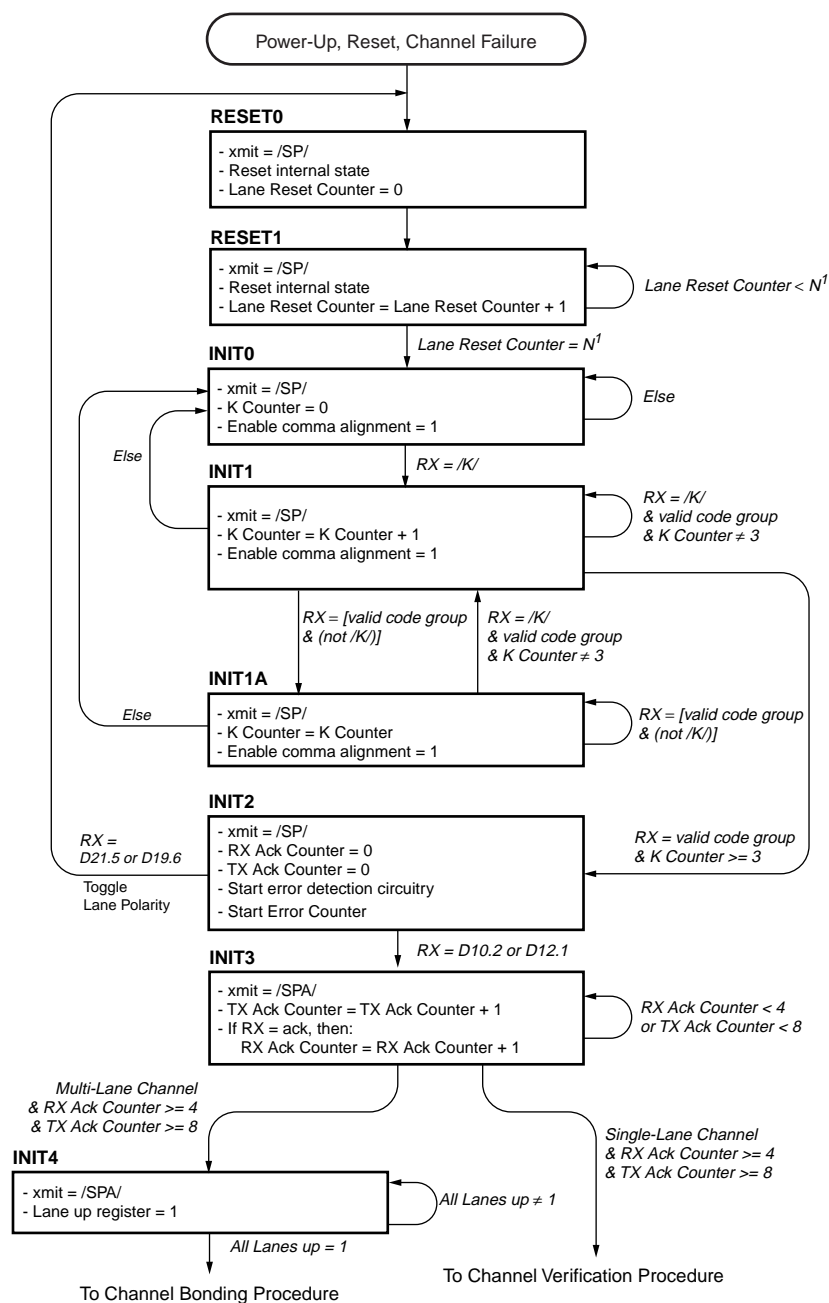 Power-Up, Reset, Channel Failure
RESET0
- xmit = /SP/
- Reset internal state
- Lane Reset Counter = 0
RESET1
- xmit = /SP/
- Reset internal state
- Lane Reset Counter = Lane Reset Counter + 1
Lane Reset Counter < N1
Lane Reset Counter = N1
INIT0
- xmit = /SP/
- K Counter = 0
- Enable comma alignment = 1
Else
Else
RX = /K/
INIT1
- xmit = /SP/
- K Counter = K Counter + 1
- Enable comma alignment = 1
RX = /K/
& valid code group
& K Counter ≠ 3
RX = [valid code group
& (not /K/)]
RX = /K/
& valid code group
& K Counter ≠ 3
INIT1A
- xmit = /SP/
- K Counter = K Counter
- Enable comma alignment = 1
Else
RX = [valid code group
& (not /K/)]
INIT2
- xmit = /SP/
- RX Ack Counter = 0
- TX Ack Counter = 0
- Start error detection circuitry
- Start Error Counter
RX =
D21.5 or D19.6
Toggle
Lane Polarity
RX = valid code group
& K Counter >= 3
RX = D10.2 or D12.1
INIT3
- xmit = /SPA/
- TX Ack Counter = TX Ack Counter + 1
- If RX = ack, then:
RX Ack Counter = RX Ack Counter + 1
RX Ack Counter < 4
or TX Ack Counter < 8
Multi-Lane Channel
& RX Ack Counter >= 4
& TX Ack Counter >= 8
Single-Lane Channel
& RX Ack Counter >= 4
& TX Ack Counter >= 8
INIT4
- xmit = /SPA/
- Lane up register = 1
All Lanes up ≠ 1
All Lanes up = 1
To Channel Bonding Procedure
To Channel Verification Procedure